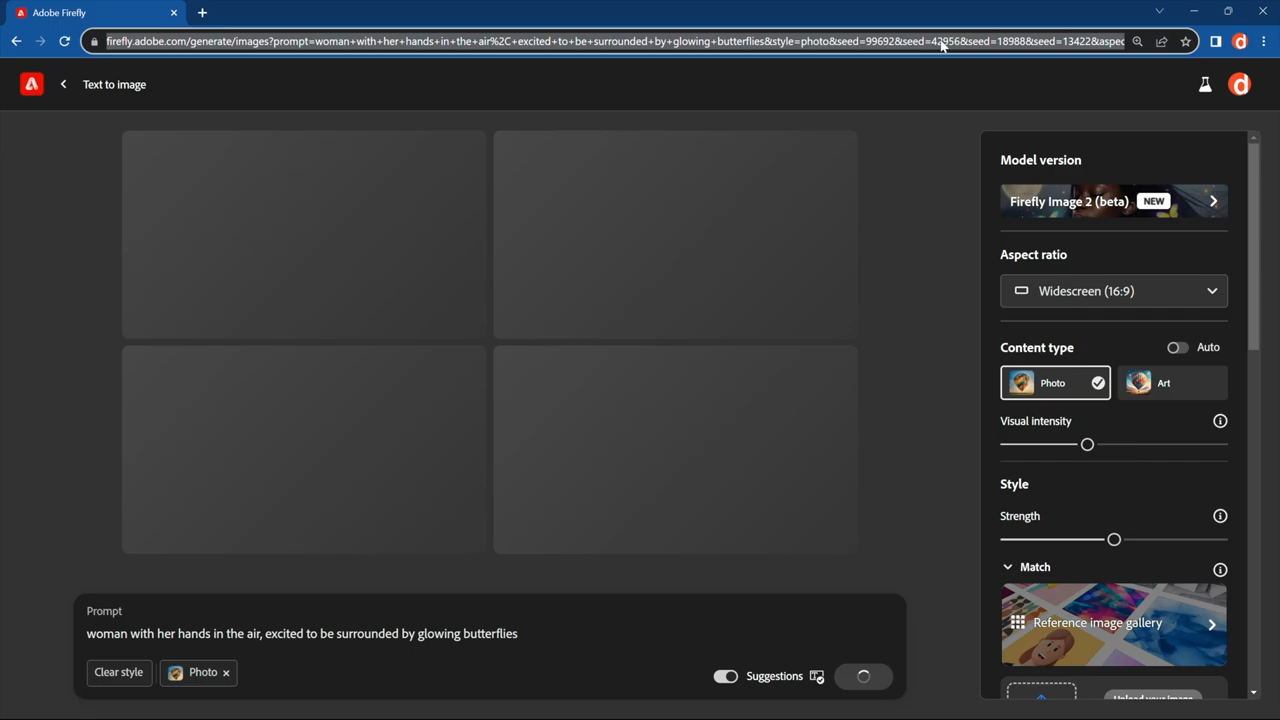 Adobe Firefly
firefly.adobe.com/generate/images?prompt=woman+with+her+hands+in+the+air%2C+excited+to+be+surrounded+by+glowing+butterflies&style=photo&seed=99692&seed=42956&seed=18988&seed=13422&aspec
d
Text to image
d
Model version
Firefly Image 2 (beta) NEW
Aspect ratio
Widescreen (16:9)
Content type
Auto
Photo
Art
Visual intensity
Style
Strength
Match
Reference image gallery
Upload your image
Prompt
woman with her hands in the air, excited to be surrounded by glowing butterflies
Clear style
Photo
Suggestions